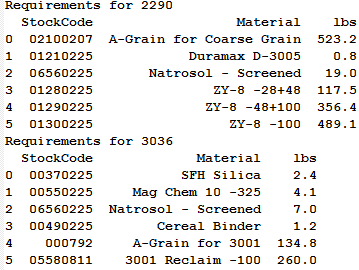 Requirements for 2290
StockCode Material lbs
0 02100207 A-Grain for Coarse Grain 523.2
1 01210225 Duramax D-3005 0.8
2 06560225 Natrosol - Screened 19.0
3 01280225 ZY-8 -28+48 117.5
4 01290225 ZY-8 -48+100 356.4
5 01300225 ZY-8 -100 489.1
Requirements for 3036
StockCode Material lbs
0 00370225 SFH Silica 2.4
1 00550225 Mag Chem 10 -325 4.1
2 06560225 Natrosol - Screened 7.0
3 00490225 Cereal Binder 1.2
4 000792 A-Grain for 3001 134.8
5 05580811 3001 Reclaim -100 260.0